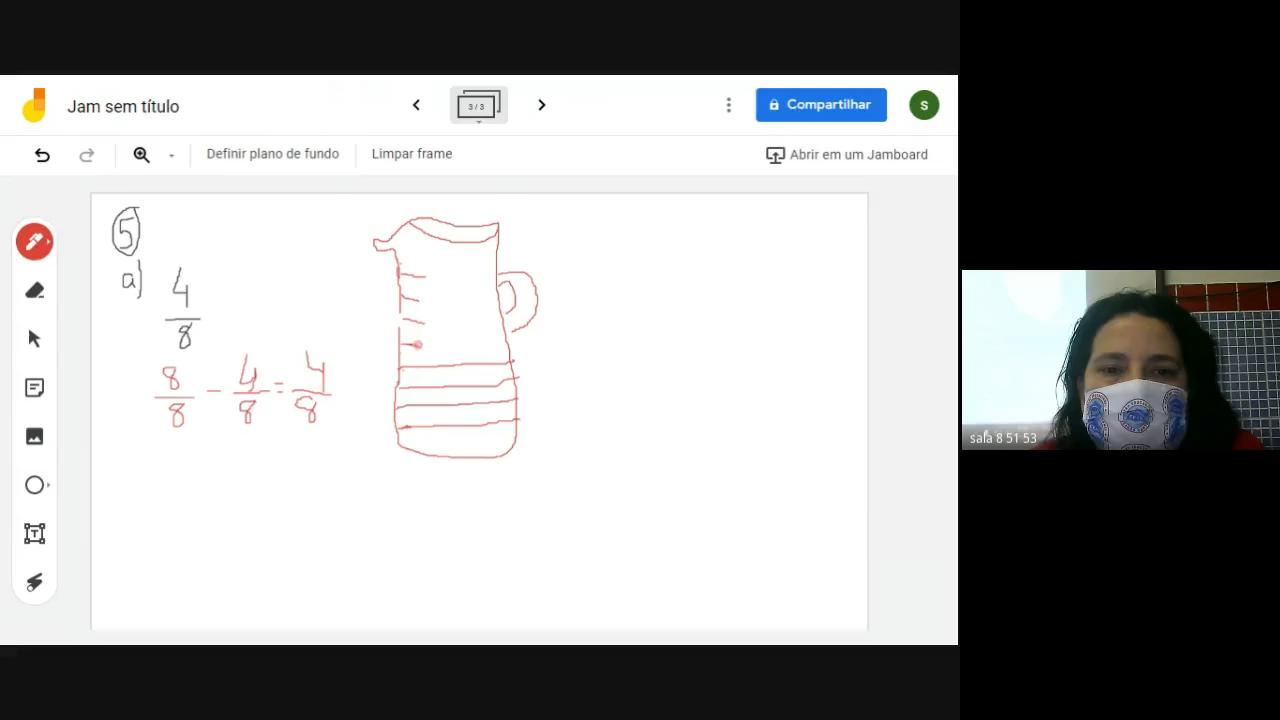 Jam sem título
3 / 3
Compartilhar
S
Definir plano de fundo
Limpar frame
Abrir em um Jamboard
5
a) 4/8
8/8 - 4/8 = 4/8
sala 8 51 53